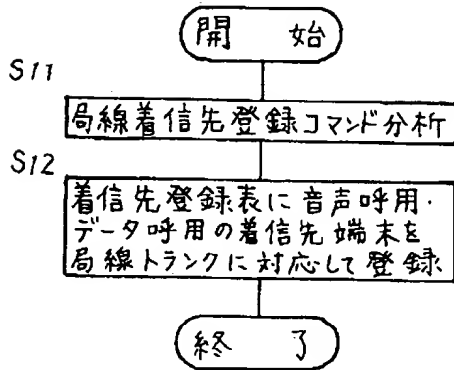 開 始
S11
局線着信先登録コマンド分析
S12
着信先登録表に音声呼用・
データ呼用の着信先端末を
局線トランクに対応して登録
終 了